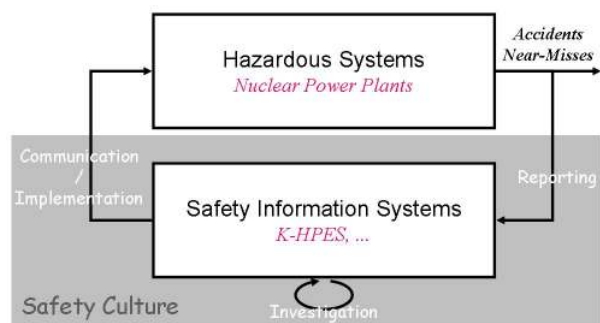 Accidents
Near-Misses
Hazardous Systems
Nuclear Power Plants
Communication
/
Implementation
Reporting
Safety Information Systems
K-HPES, ...
Investigation
Safety Culture